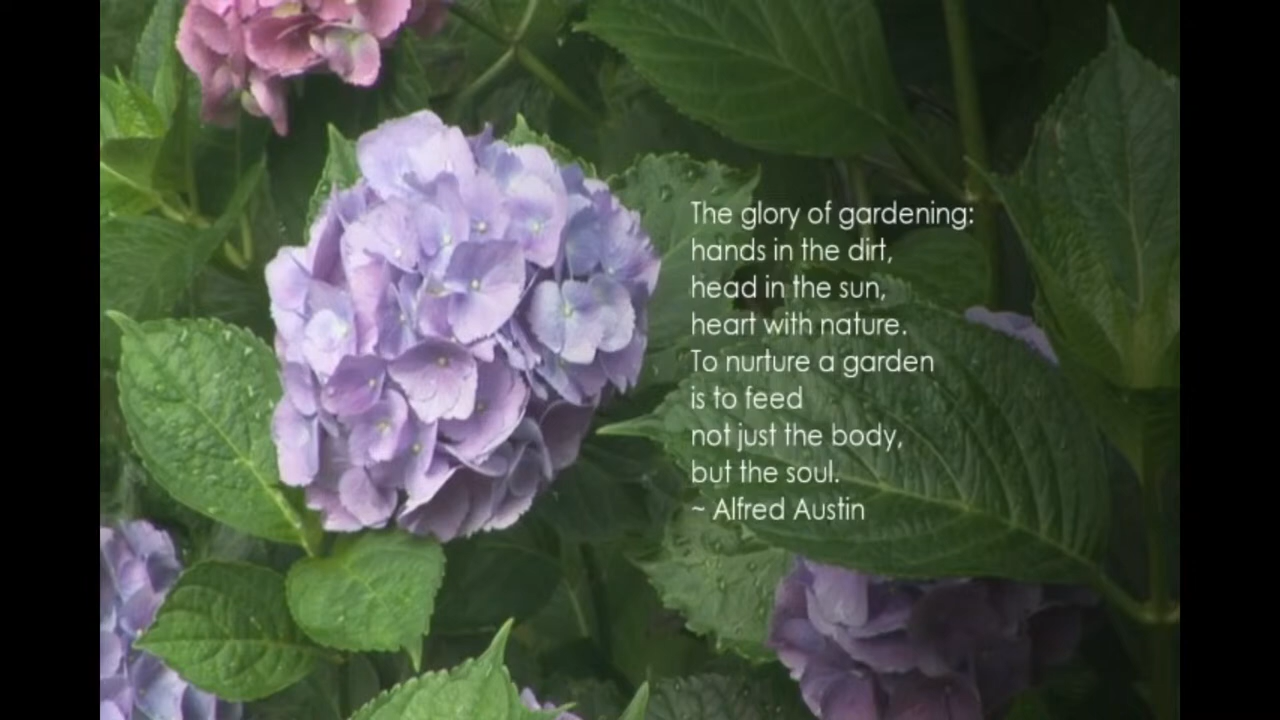 The glory of gardening:
hands in the dirt,
head in the sun,
heart with nature.
To nurture a garden
is to feed
not just the body,
but the soul.
~ Alfred Austin